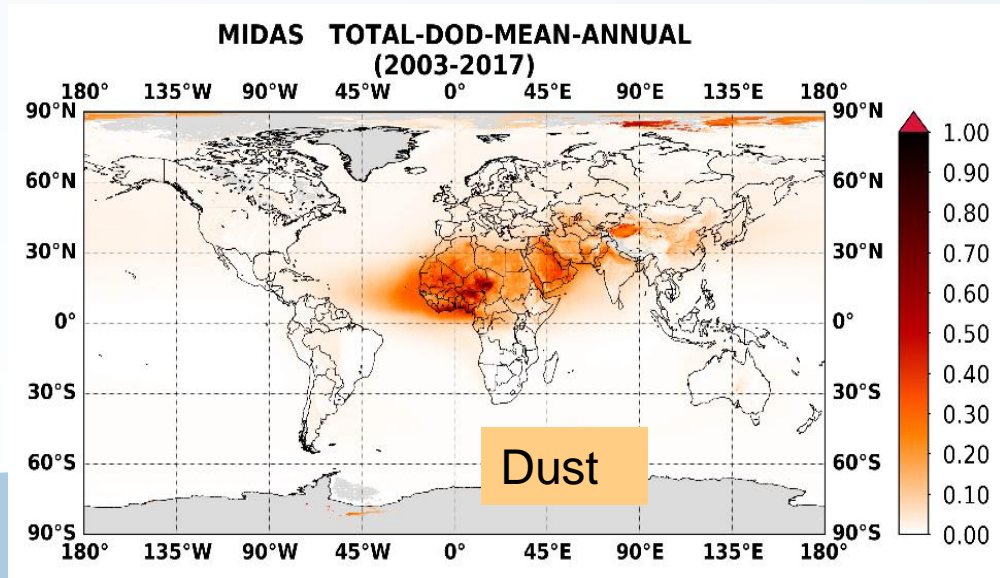 MIDAS TOTAL-DOD-MEAN-ANNUAL
(2003-2017)
180° 135°W 90°W 45°W 0° 45°E 90°E 135°E 180°
90°N 90°N
60°N 60°N
30°N 30°N
0° 0°
30°S 30°S
60°S 60°S
90°S 90°S
180° 135°W 90°W 45°W 0° 45°E 90°E 135°E 180°
Dust
1.00
0.90
0.80
0.70
0.60
0.50
0.40
0.30
0.20
0.10
0.00